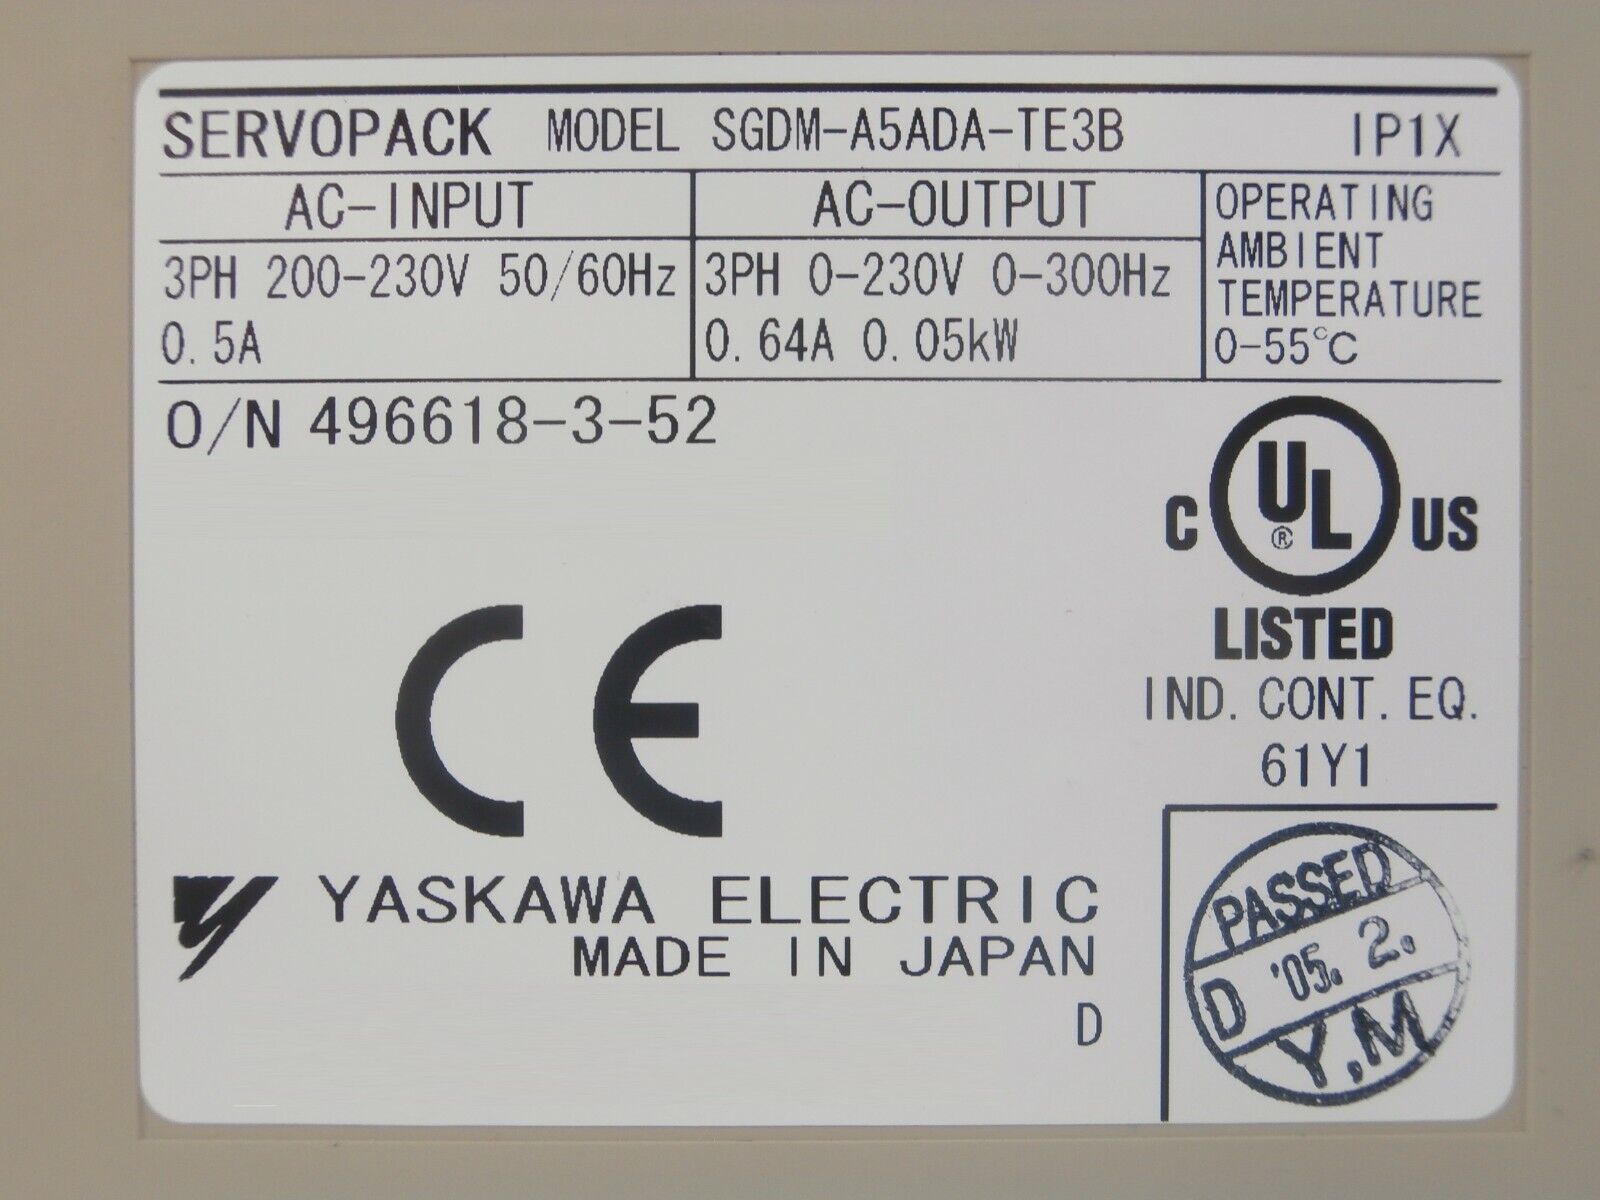 SERVOPACK MODEL SGDM-A5ADA-TE3B IP1X
AC-INPUT
3PH 200-230V 50/60Hz
0.5A
AC-OUTPUT
3PH 0-230V 0-300Hz
0.64A 0.05kW
OPERATING
AMBIENT
TEMPERATURE
0-55°C
O/N 496618-3-52
C UL® US
LISTED
IND. CONT. EQ.
61Y1
CE
YASKAWA ELECTRIC
MADE IN JAPAN
D
PASSED
D '05. 2.
Y.M